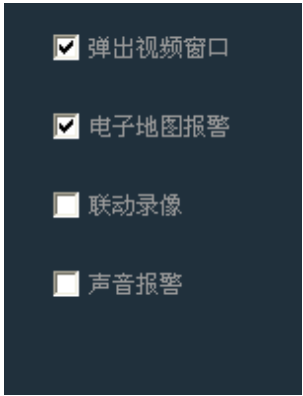 弹出视频窗口
电子地图报警
联动录像
声音报警